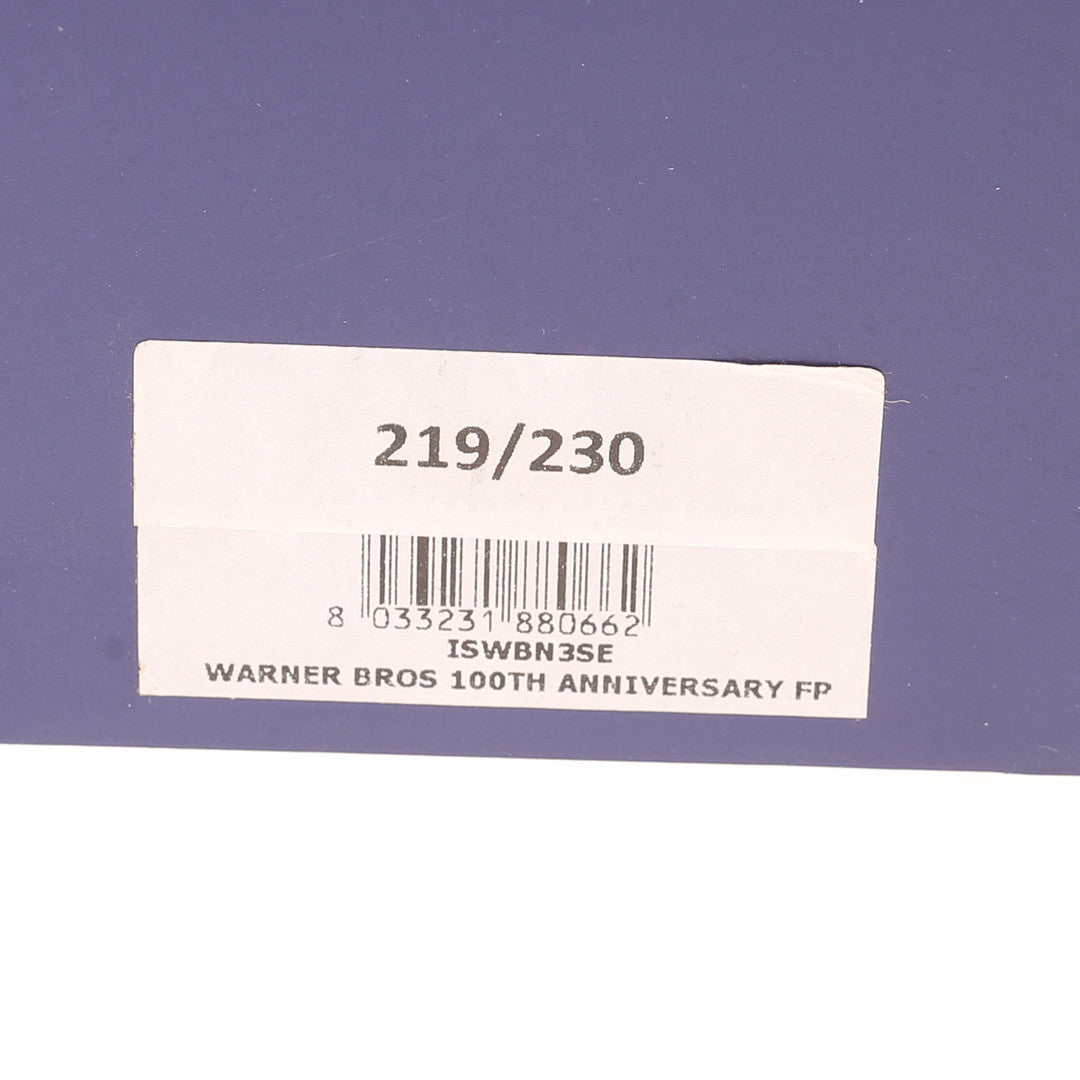 219/230
8 033231 880662
ISWBN3SE
WARNER BROS 100TH ANNIVERSARY FP